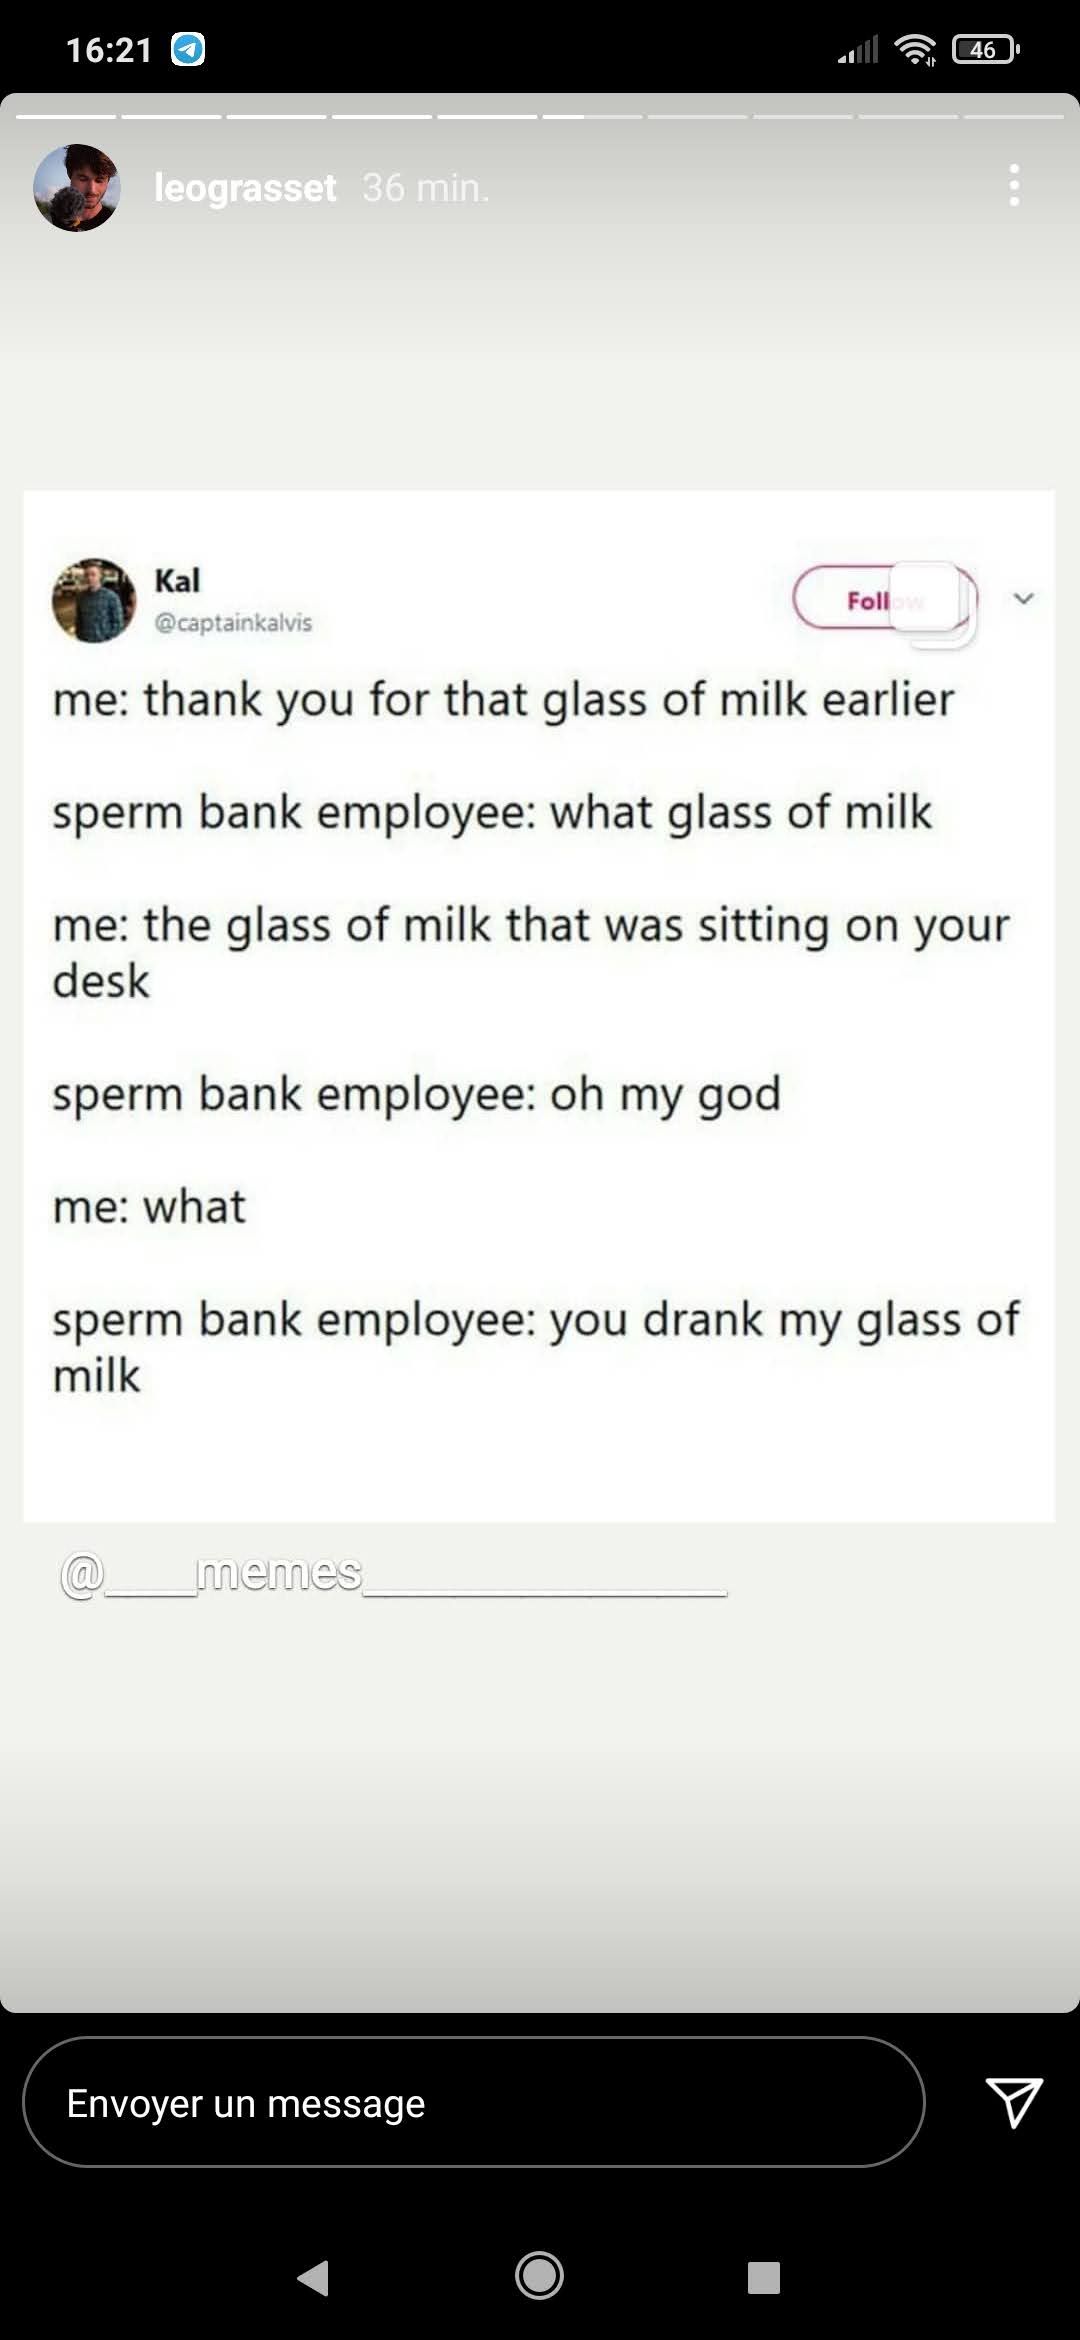 16:21
46
leograsset 36 min.
Kal
@captainkalvis
Follow
me: thank you for that glass of milk earlier
sperm bank employee: what glass of milk
me: the glass of milk that was sitting on your
desk
sperm bank employee: oh my god
me: what
sperm bank employee: you drank my glass of
milk
@____memes________________
Envoyer un message